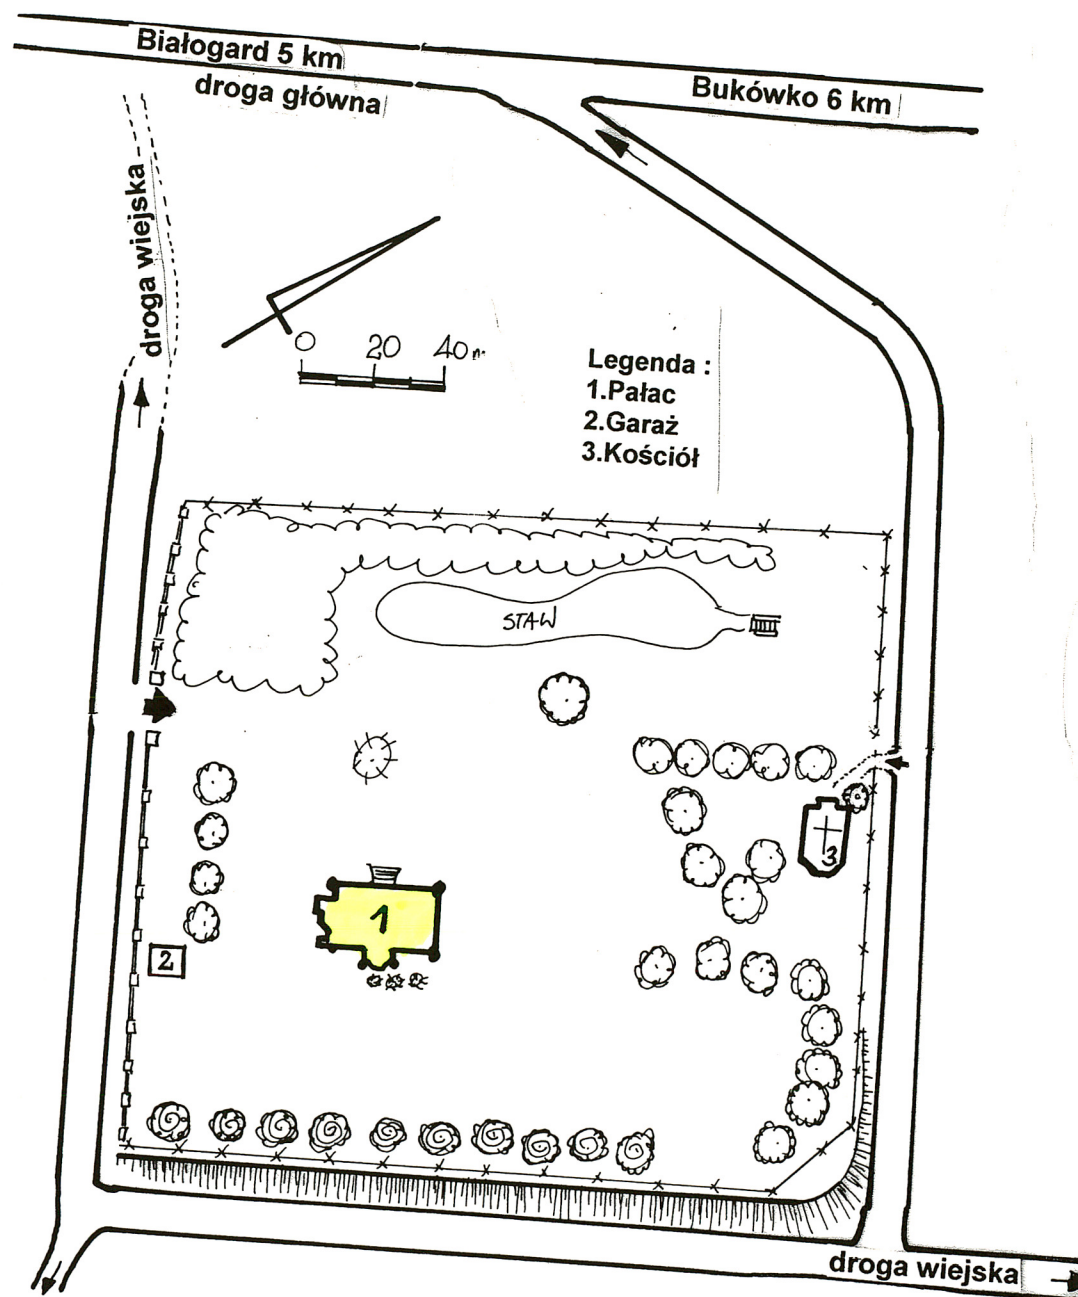 Białogard 5 km
droga główna
Bukówko 6 km
droga wiejska
0 20 40 m.
Legenda :
1.Pałac
2.Garaż
3.Kościół
STAW
3
1
2
droga wiejska